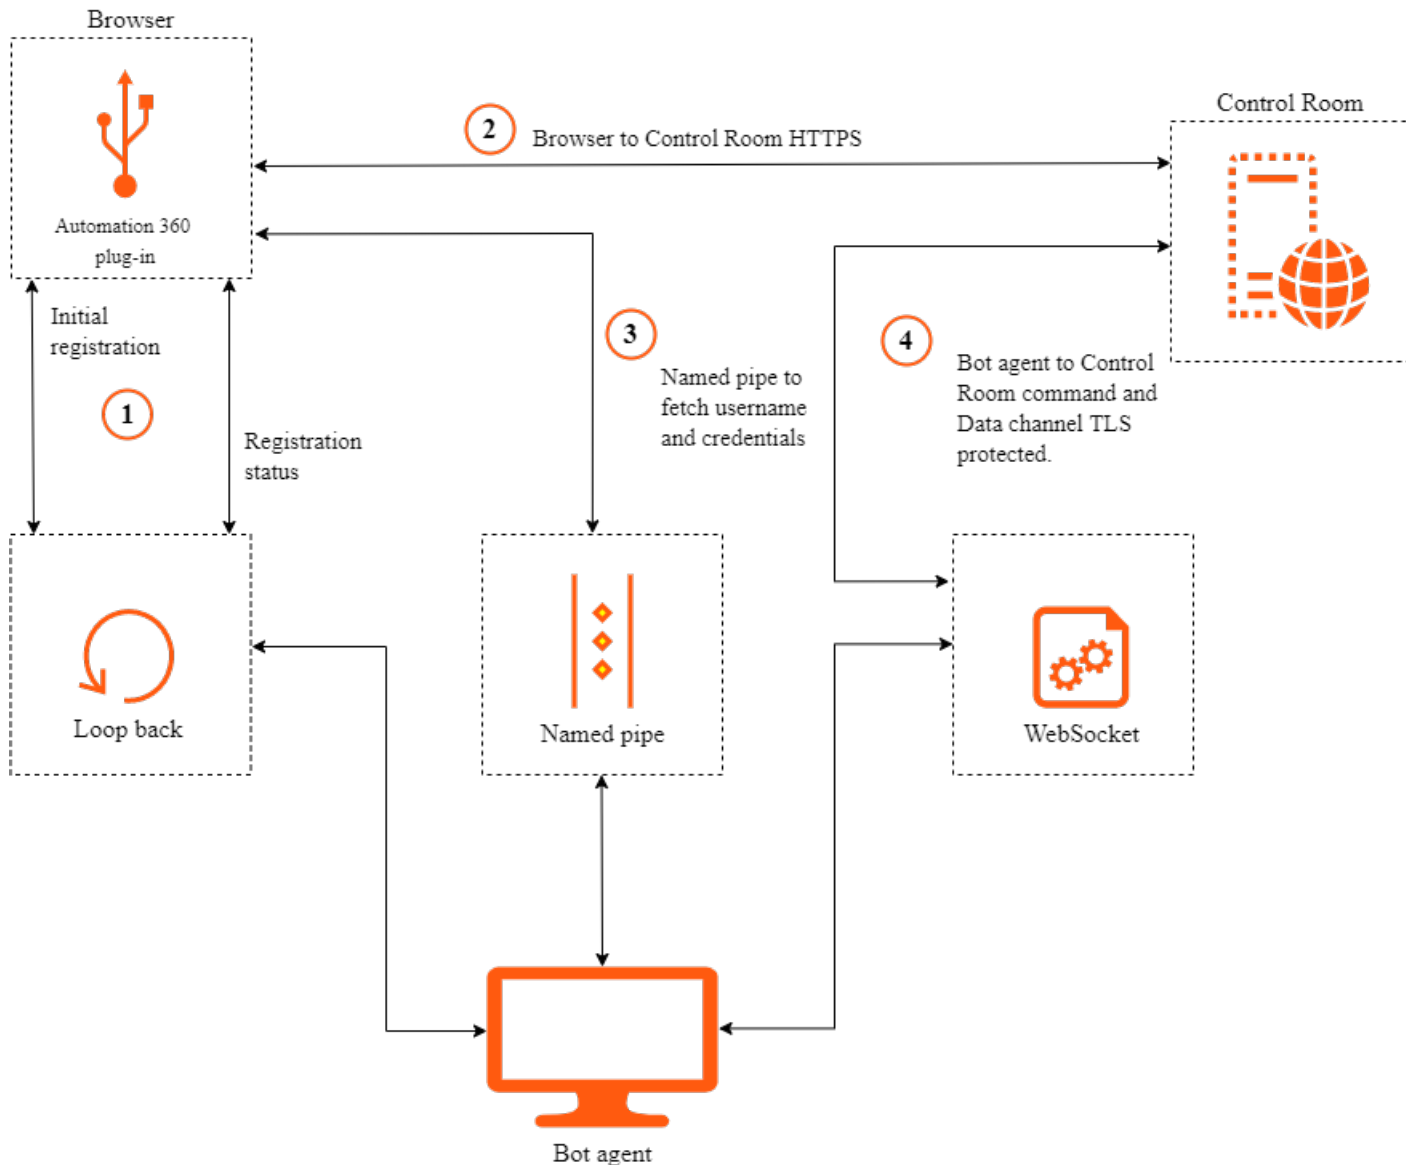 Browser
Control Room
2
Browser to Control Room HTTPS
Automation 360
plug-in
Initial
registration
1
Registration
status
3
Named pipe to
fetch username
and credentials
4
Bot agent to Control
Room command and
Data channel TLS
protected.
Loop back
Named pipe
WebSocket
Bot agent